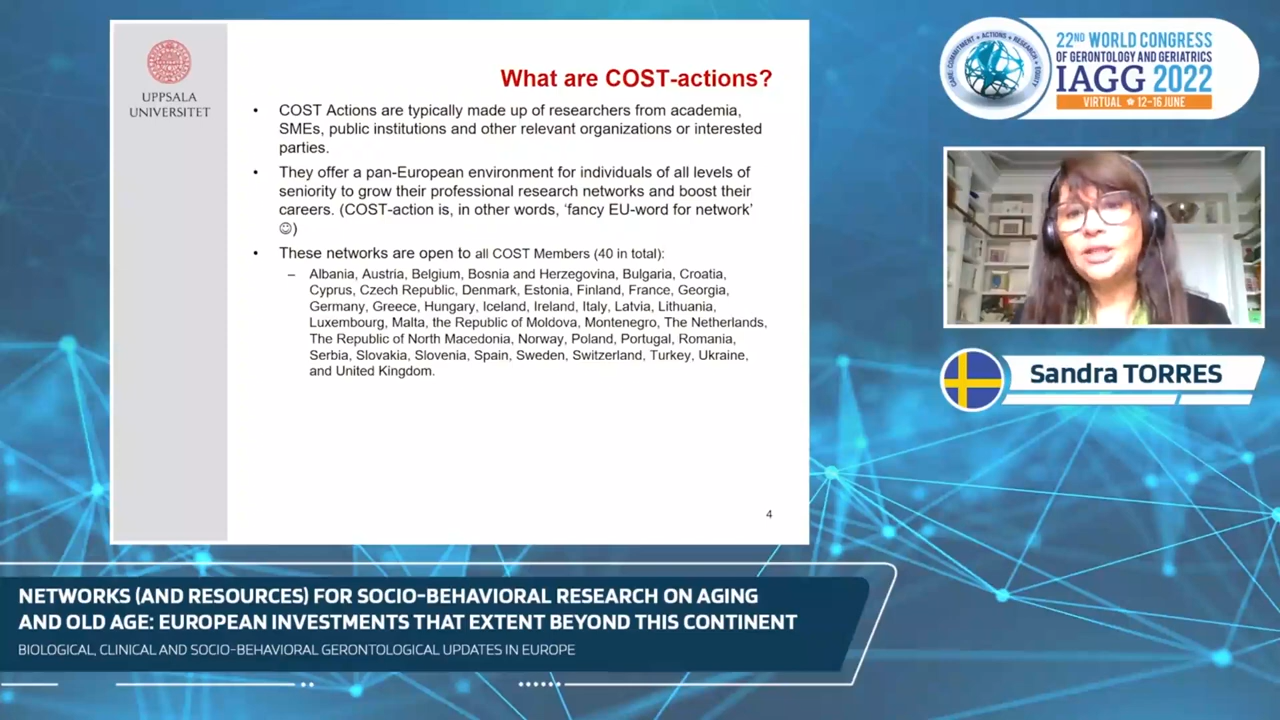 UPPSALA
UNIVERSITET
What are COST-actions?
• COST Actions are typically made up of researchers from academia,
SMEs, public institutions and other relevant organizations or interested
parties.
• They offer a pan-European environment for individuals of all levels of
seniority to grow their professional research networks and boost their
careers. (COST-action is, in other words, ‘fancy EU-word for network’
☺)
• These networks are open to all COST Members (40 in total):
– Albania, Austria, Belgium, Bosnia and Herzegovina, Bulgaria, Croatia,
Cyprus, Czech Republic, Denmark, Estonia, Finland, France, Georgia,
Germany, Greece, Hungary, Iceland, Ireland, Italy, Latvia, Lithuania,
Luxembourg, Malta, the Republic of Moldova, Montenegro, The Netherlands,
The Republic of North Macedonia, Norway, Poland, Portugal, Romania,
Serbia, Slovakia, Slovenia, Spain, Sweden, Switzerland, Turkey, Ukraine,
and United Kingdom.
4
22ND WORLD CONGRESS
OF GERONTOLOGY AND GERIATRICS
IAGG 2022
VIRTUAL 12-16 JUNE
Sandra TORRES
NETWORKS (AND RESOURCES) FOR SOCIO-BEHAVIORAL RESEARCH ON AGING
AND OLD AGE: EUROPEAN INVESTMENTS THAT EXTENT BEYOND THIS CONTINENT
BIOLOGICAL, CLINICAL AND SOCIO-BEHAVIORAL GERONTOLOGICAL UPDATES IN EUROPE